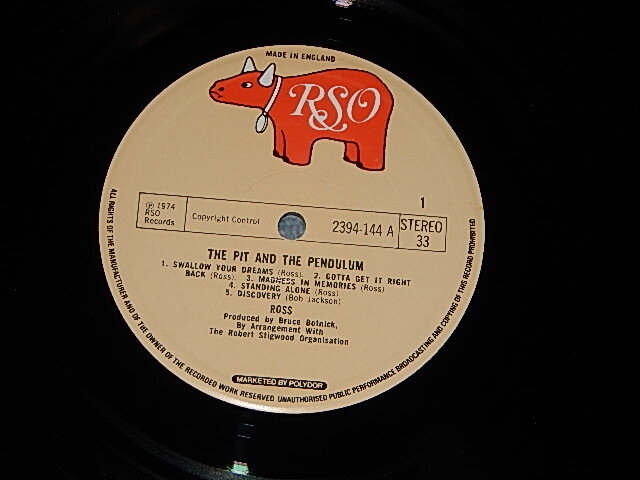 MADE IN ENGLAND
RSO
1
℗ 1974
RSO
Records
Copyright Control
2394-144 A
STEREO
33
THE PIT AND THE PENDULUM
1. SWALLOW YOUR DREAMS (Ross). 2. GOTTA GET IT RIGHT
BACK (Ross). 3. MADNESS IN MEMORIES (Ross)
4. STANDING ALONE (Ross)
5. DISCOVERY (Bob Jackson)
ROSS
Produced by Bruce Botnick,
By Arrangement With
The Robert Stigwood Organisation
MARKETED BY POLYDOR
ALL RIGHTS OF THE MANUFACTURER AND OF THE OWNER OF THE RECORDED WORK RESERVED UNAUTHORISED PUBLIC PERFORMANCE BROADCASTING AND COPYING OF THIS RECORD PROHIBITED